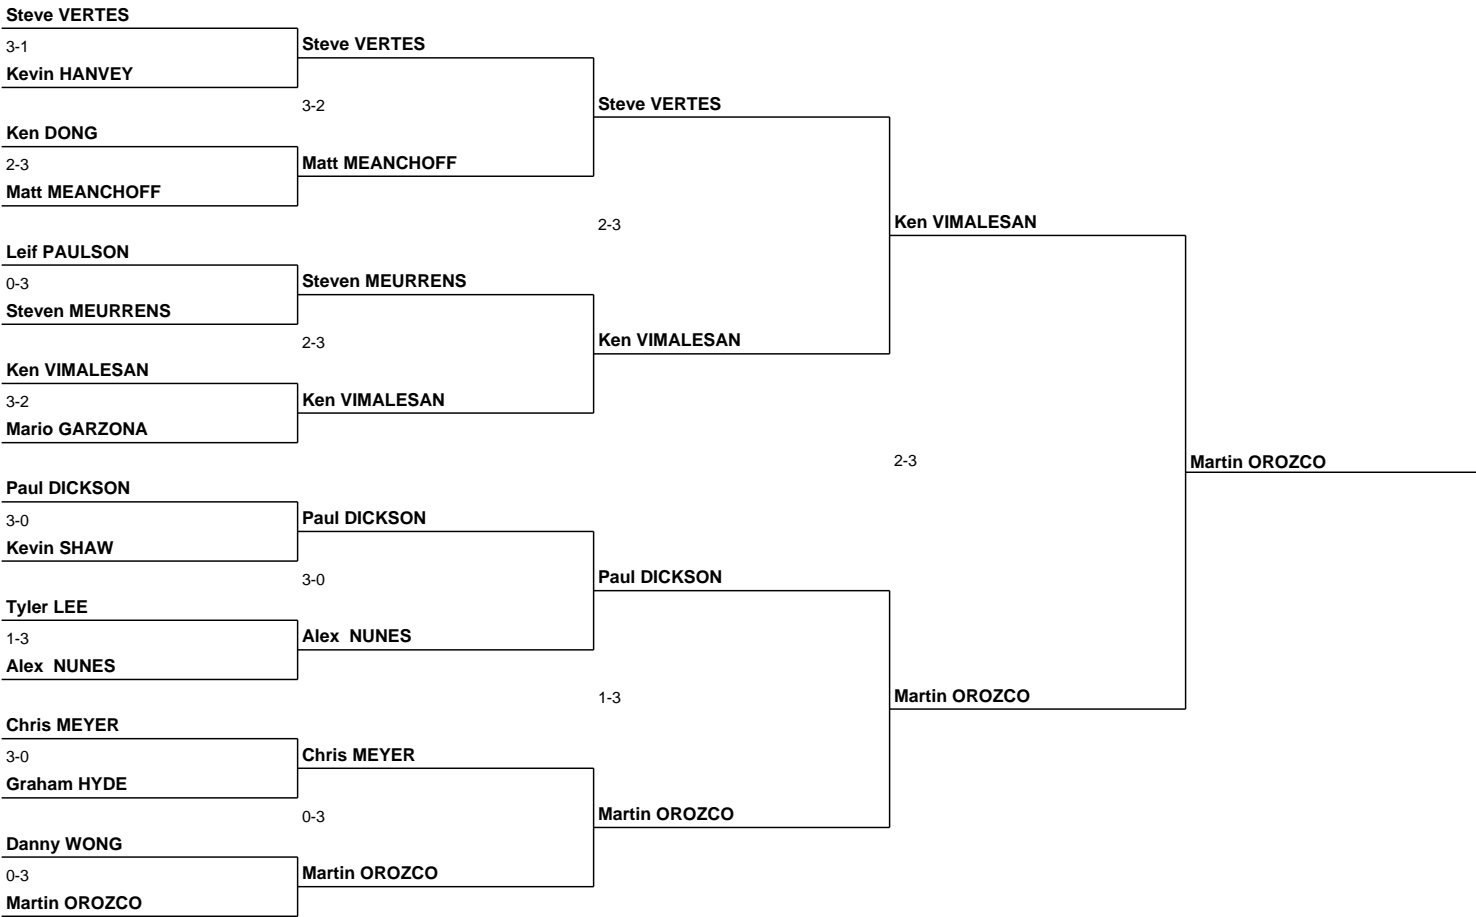 Steve VERTES
3-1
Kevin HANVEY
Ken DONG
2-3
Matt MEANCHOFF
Leif PAULSON
0-3
Steven MEURRENS
Ken VIMALESAN
3-2
Mario GARZONA
Paul DICKSON
3-0
Kevin SHAW
Tyler LEE
1-3
Alex  NUNES
Chris MEYER
3-0
Graham HYDE
Danny WONG
0-3
Martin OROZCO
Steve VERTES
3-2
Matt MEANCHOFF
Steven MEURRENS
2-3
Ken VIMALESAN
Paul DICKSON
3-0
Alex  NUNES
Chris MEYER
0-3
Martin OROZCO
Steve VERTES
2-3
Ken VIMALESAN
Paul DICKSON
1-3
Martin OROZCO
Ken VIMALESAN
2-3
Martin OROZCO
Martin OROZCO